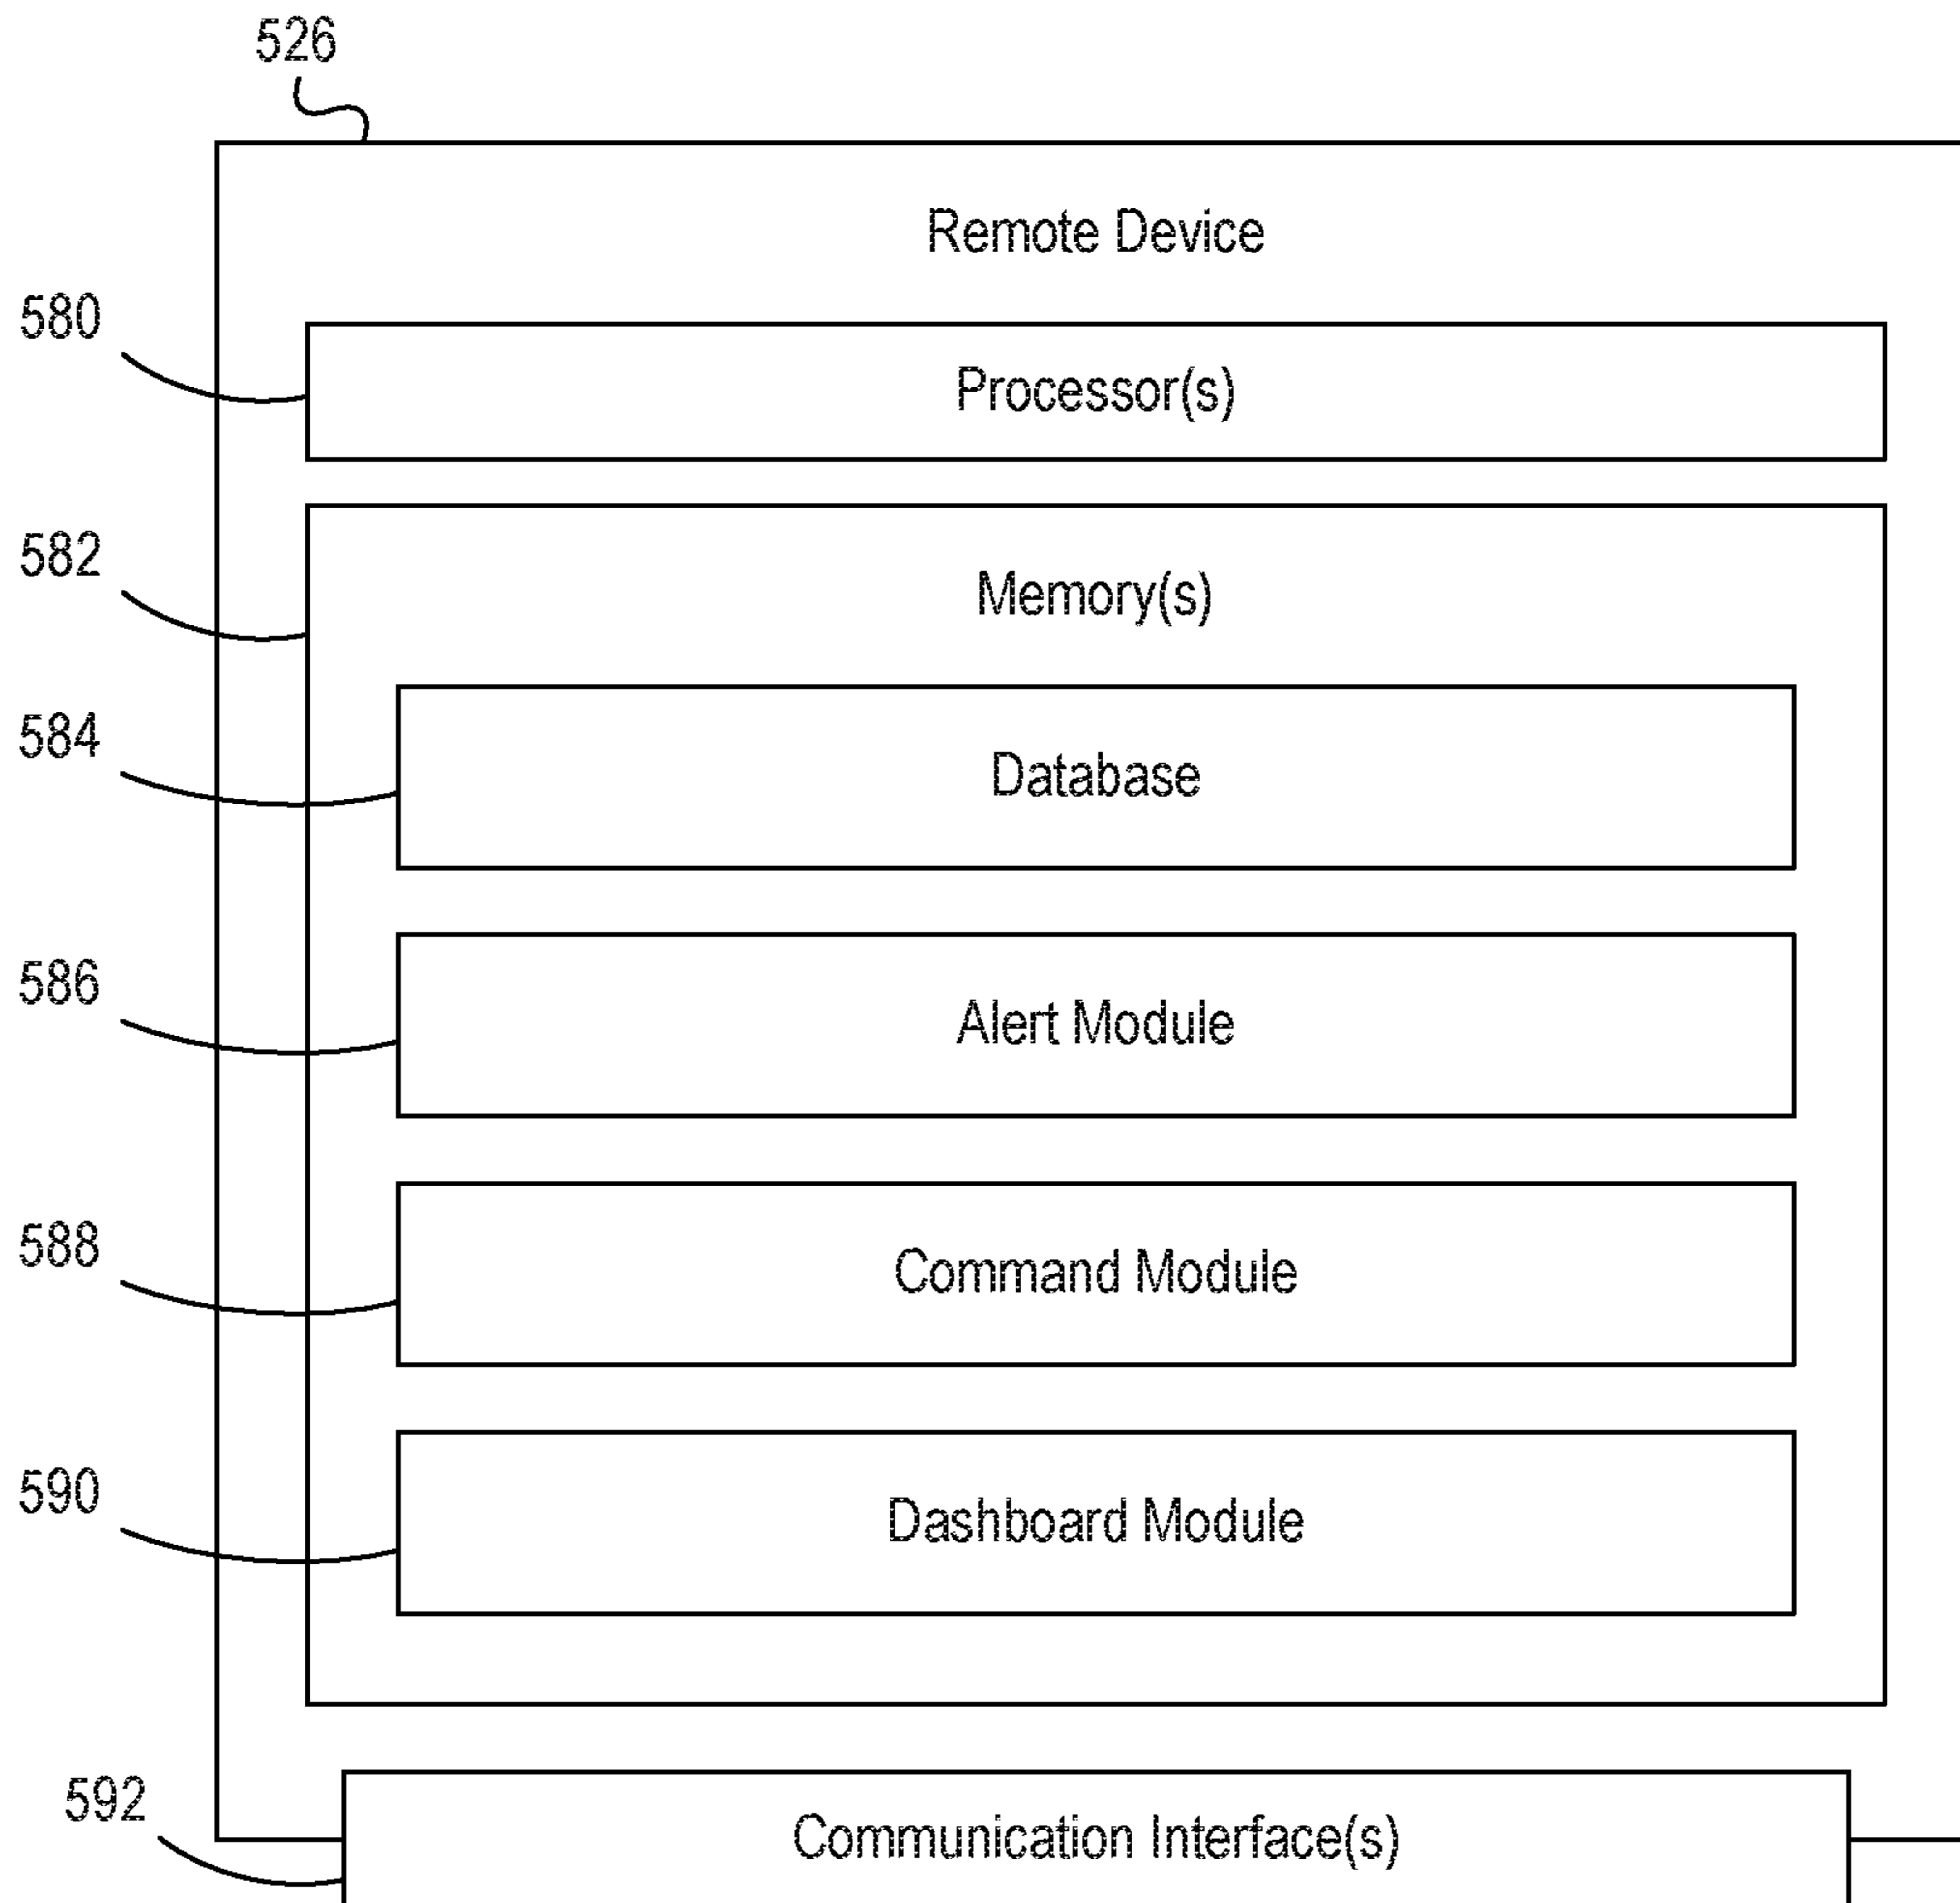 526
Remote Device
580
Processor(s)
582
Memory(s)
584
Database
586
Alert Module
588
Command Module
590
Dashboard Module
592
Communication Interface(s)